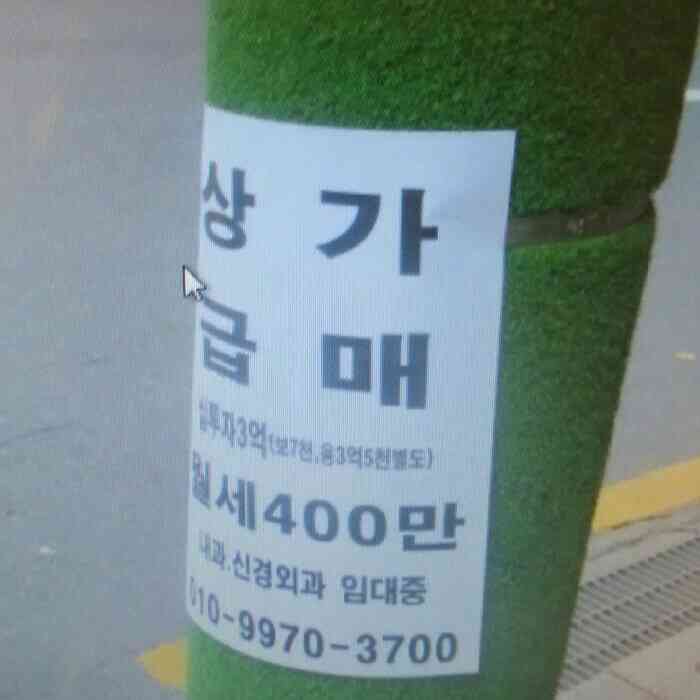 상 가
급 매
실투자3억(보7천,융3억5천별도)
월세400만
내과.신경외과 임대중
010-9970-3700